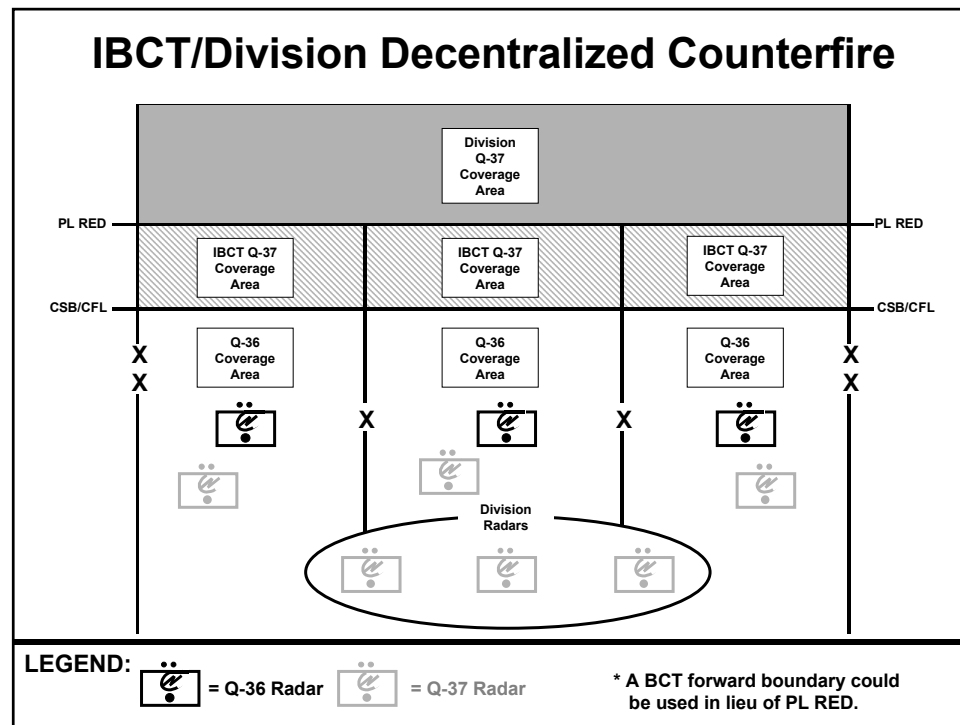 IBCT/Division Decentralized Counterfire
Division
Q-37
Coverage
Area
PL RED
PL RED
IBCT Q-37
Coverage
Area
IBCT Q-37
Coverage
Area
IBCT Q-37
Coverage
Area
CSB/CFL
CSB/CFL
Q-36
Coverage
Area
Q-36
Coverage
Area
Q-36
Coverage
Area
X
X
X
X
X
X
Division
Radars
LEGEND:
= Q-36 Radar
= Q-37 Radar
* A BCT forward boundary could
be used in lieu of PL RED.